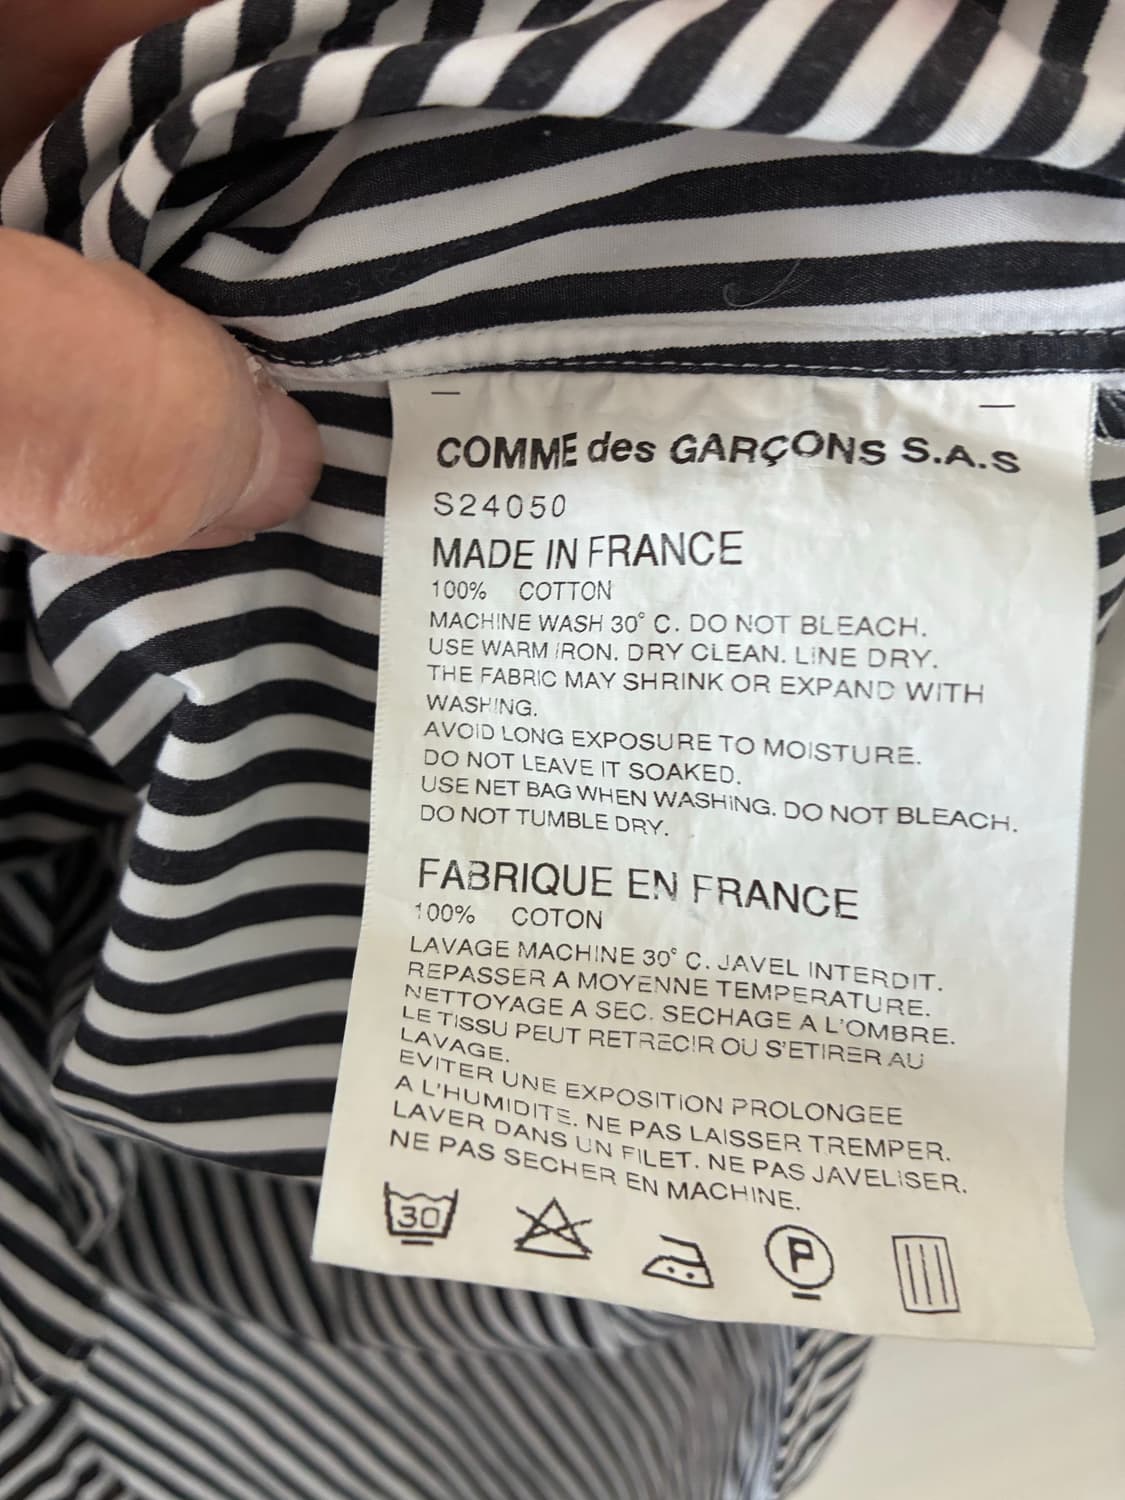 COMME des GARÇONS S.A.S
S24050
MADE IN FRANCE
100% COTTON
MACHINE WASH 30° C. DO NOT BLEACH.
USE WARM IRON. DRY CLEAN. LINE DRY.
THE FABRIC MAY SHRINK OR EXPAND WITH
WASHING.
AVOID LONG EXPOSURE TO MOISTURE.
DO NOT LEAVE IT SOAKED.
USE NET BAG WHEN WASHING. DO NOT BLEACH.
DO NOT TUMBLE DRY.
FABRIQUE EN FRANCE
100% COTON
LAVAGE MACHINE 30° C. JAVEL INTERDIT.
REPASSER A MOYENNE TEMPERATURE.
NETTOYAGE A SEC. SECHAGE A L'OMBRE.
LE TISSU PEUT RETRECIR OU S'ETIRER AU
LAVAGE.
EVITER UNE EXPOSITION PROLONGEE
A L'HUMIDITE. NE PAS LAISSER TREMPER.
LAVER DANS UN FILET. NE PAS JAVELISER.
NE PAS SECHER EN MACHINE.
30 P